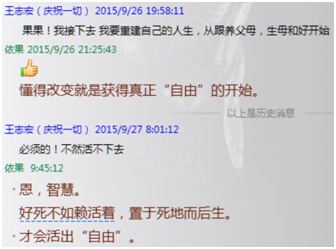 王志宏（庆祝一切） 2015/9/26 19:58:11
果果！我接下去 我要重建自己的人生，从跟养父母，生母和好开始
依果 2015/9/26 21:25:43
懂得改变就是获得真正“自由”的开始。
以上是历史消息
王志宏（庆祝一切） 2015/9/27 8:01:12
必须的！不然活不下去
依果 9:45:12
·恩，智慧。
好死不如赖活着，置于死地而后生。
·才会活出“自由”。